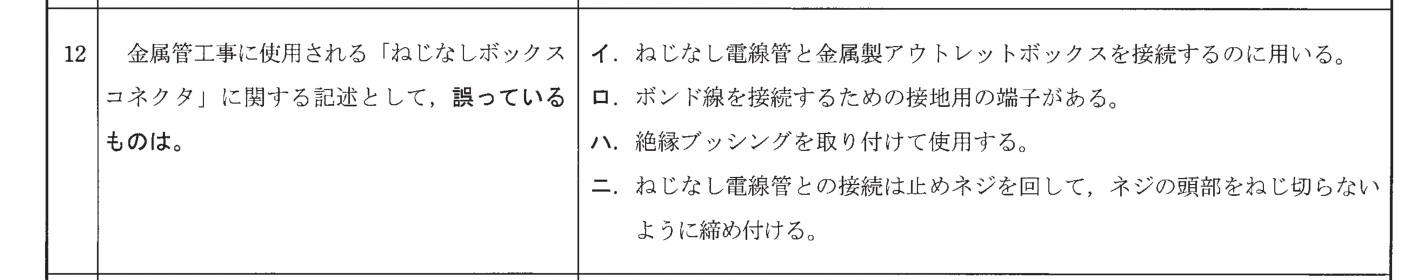 12
金属管工事に使用される「ねじなしボックス
コネクタ」に関する記述として，誤っている
ものは。
イ．ねじなし電線管と金属製アウトレットボックスを接続するのに用いる。
ロ．ボンド線を接続するための接地用の端子がある。
ハ．絶縁ブッシングを取り付けて使用する。
ニ．ねじなし電線管との接続は止めネジを回して，ネジの頭部をねじ切らない
ように締め付ける。